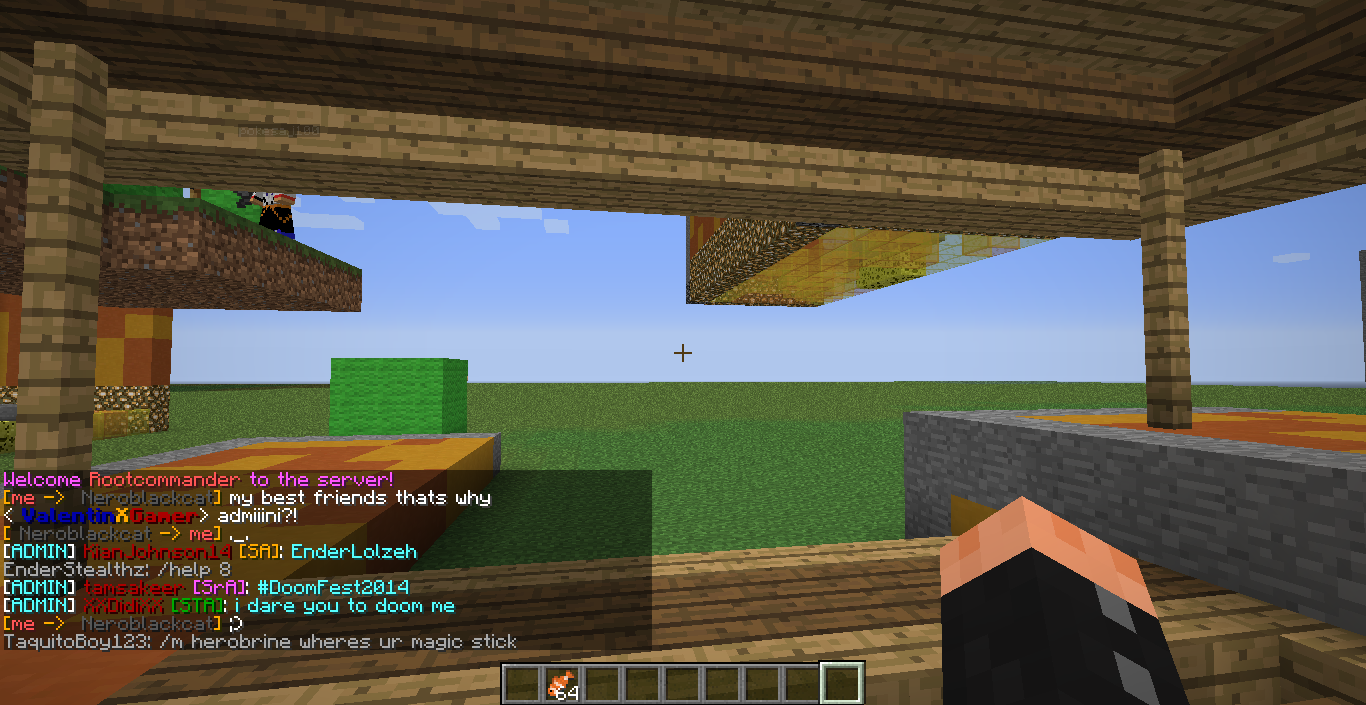 Welcome Rootcommander to the server!
[me -> Neroblackcat] my best friends thats why
< ValentinXGamer> admiini?!
[ Neroblackcat -> me] ._.
[ADMIN] KianJohnson14 [SA]: EnderLolzeh
EnderStealthz: /help 8
[ADMIN] tamsakeer [SrA]: #DoomFest2014
[ADMIN] XXDidiXX [STA]: i dare you to doom me
[me -> Neroblackcat] ;)
TaquitoBoy123: /m herobrine wheres ur magic stick
64